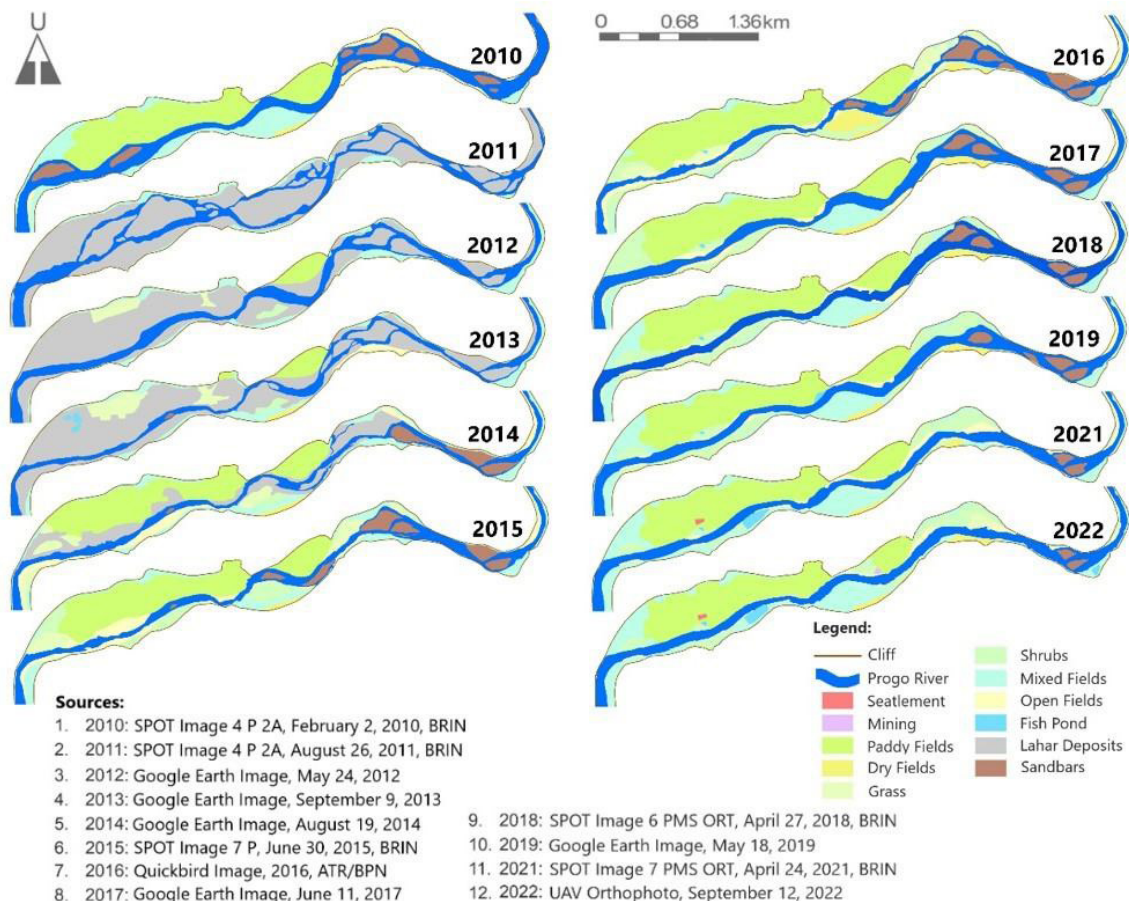 U
0 0.68 1.36km
2010
2011
2012
2013
2014
2015
2016
2017
2018
2019
2021
2022
Legend:
Cliff
Progo River
Seatlement
Mining
Paddy Fields
Dry Fields
Grass
Shrubs
Mixed Fields
Open Fields
Fish Pond
Lahar Deposits
Sandbars
Sources:
1. 2010: SPOT Image 4 P 2A, February 2, 2010, BRIN
2. 2011: SPOT Image 4 P 2A, August 26, 2011, BRIN
3. 2012: Google Earth Image, May 24, 2012
4. 2013: Google Earth Image, September 9, 2013
5. 2014: Google Earth Image, August 19, 2014
6. 2015: SPOT Image 7 P, June 30, 2015, BRIN
7. 2016: Quickbird Image, 2016, ATR/BPN
8. 2017: Google Earth Image, June 11, 2017
9. 2018: SPOT Image 6 PMS ORT, April 27, 2018, BRIN
10. 2019: Google Earth Image, May 18, 2019
11. 2021: SPOT Image 7 PMS ORT, April 24, 2021, BRIN
12. 2022: UAV Orthophoto, September 12, 2022